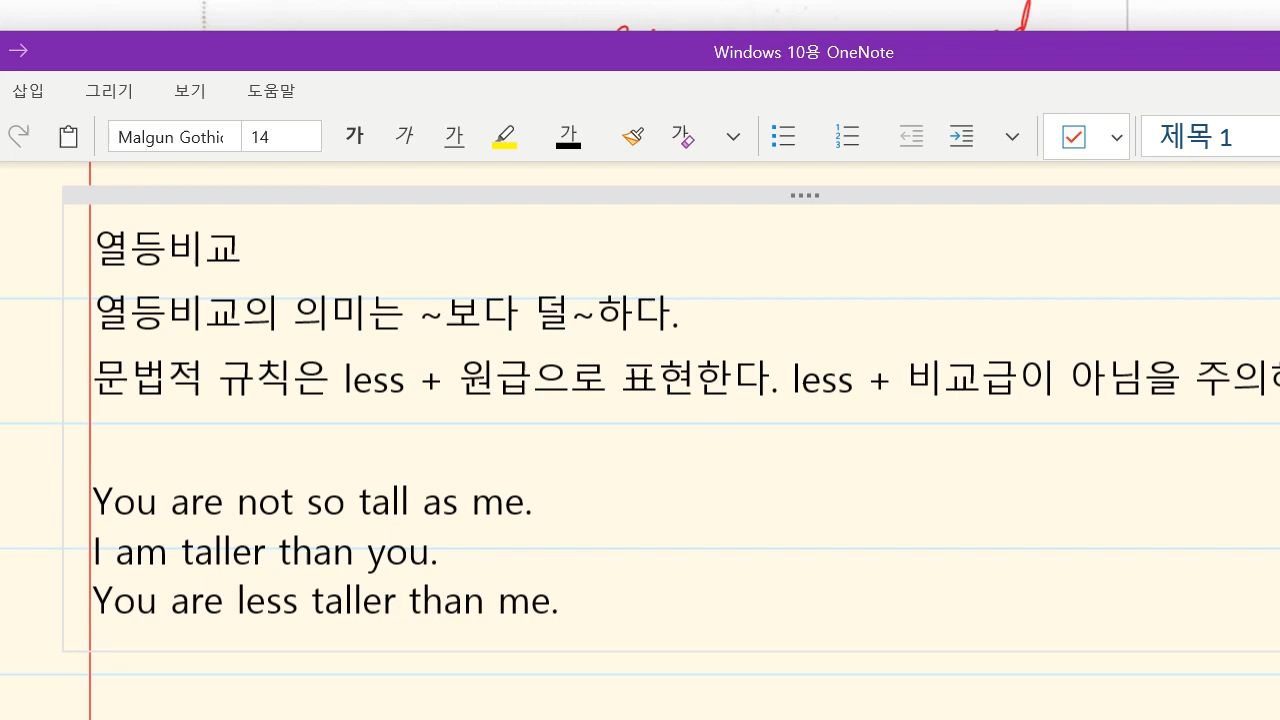 Windows 10용 OneNote
삽입 그리기 보기 도움말
Malgun Gothic 14 가 가 가 가 가 제목 1
열등비교
열등비교의 의미는 ~보다 덜~하다.
문법적 규칙은 less + 원급으로 표현한다. less + 비교급이 아님을 주의
You are not so tall as me.
I am taller than you.
You are less taller than me.